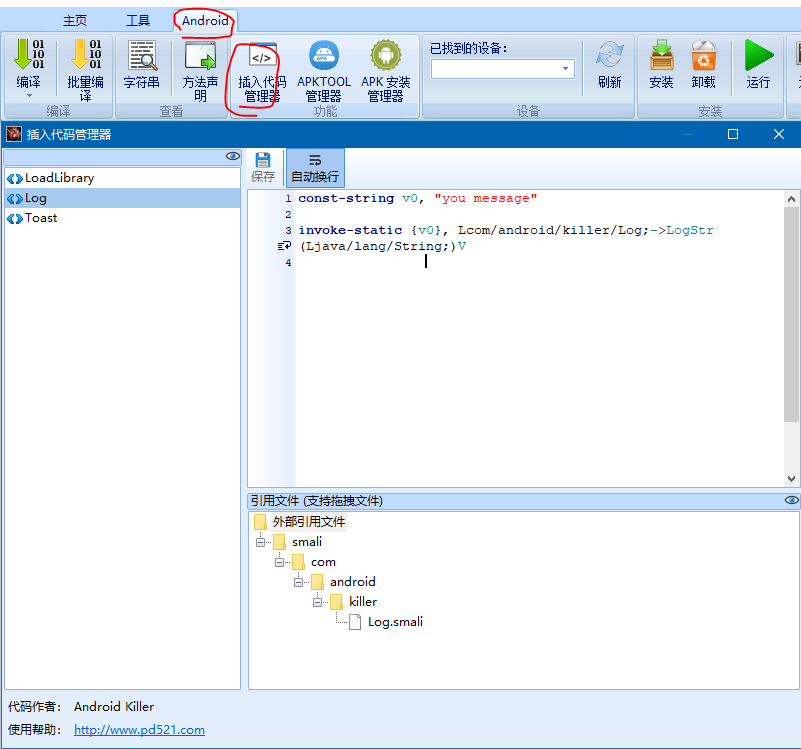 主页 工具 Android
编译 批量编译 字符串 方法声明 插入代码管理器 APKTOOL管理器 APK 安装管理器 已找到的设备: 刷新 安装 卸载 运行
编译 查看 功能 设备 安装
插入代码管理器
LoadLibrary
Log
Toast
保存 自动换行
1 const-string v0, "you message"
2
3 invoke-static {v0}, Lcom/android/killer/Log;->LogStr
(Ljava/lang/String;)V
4
引用文件 (支持拖拽文件)
外部引用文件
smali
com
android
killer
Log.smali
代码作者: Android Killer
使用帮助: http://www.pd521.com